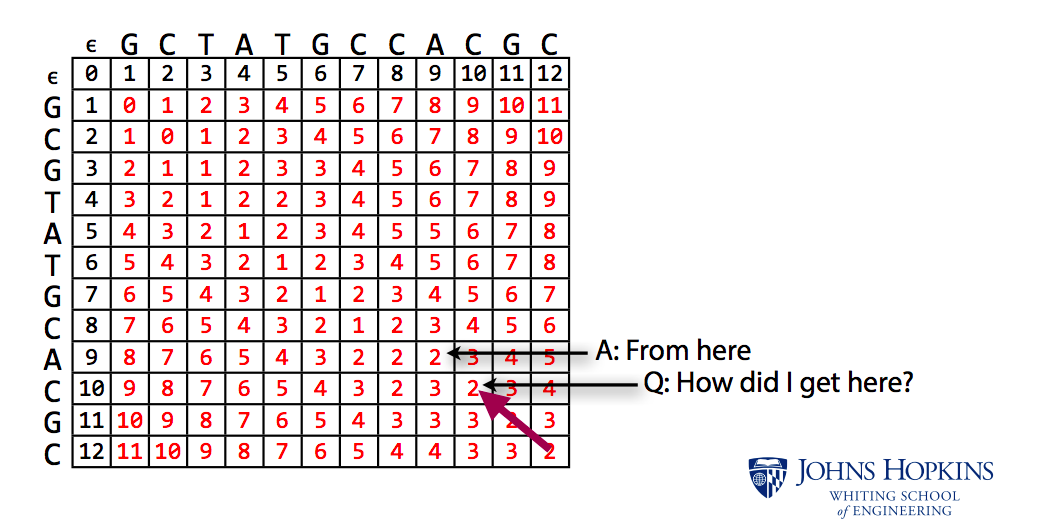 ϵ G C T A T G C C A C G C
ϵ 0 1 2 3 4 5 6 7 8 9 10 11 12
G 1 0 1 2 3 4 5 6 7 8 9 10 11
C 2 1 0 1 2 3 4 5 6 7 8 9 10
G 3 2 1 1 2 3 3 4 5 6 7 8 9
T 4 3 2 1 2 2 3 4 5 6 7 8 9
A 5 4 3 2 1 2 3 4 5 5 6 7 8
T 6 5 4 3 2 1 2 3 4 5 6 7 8
G 7 6 5 4 3 2 1 2 3 4 5 6 7
C 8 7 6 5 4 3 2 1 2 3 4 5 6
A 9 8 7 6 5 4 3 2 2 2 3 4 5 A: From here
C 10 9 8 7 6 5 4 3 2 3 2 3 4 Q: How did I get here?
G 11 10 9 8 7 6 5 4 3 3 3 2 3
C 12 11 10 9 8 7 6 5 4 4 3 3 2
JOHNS HOPKINS
WHITING SCHOOL
of ENGINEERING